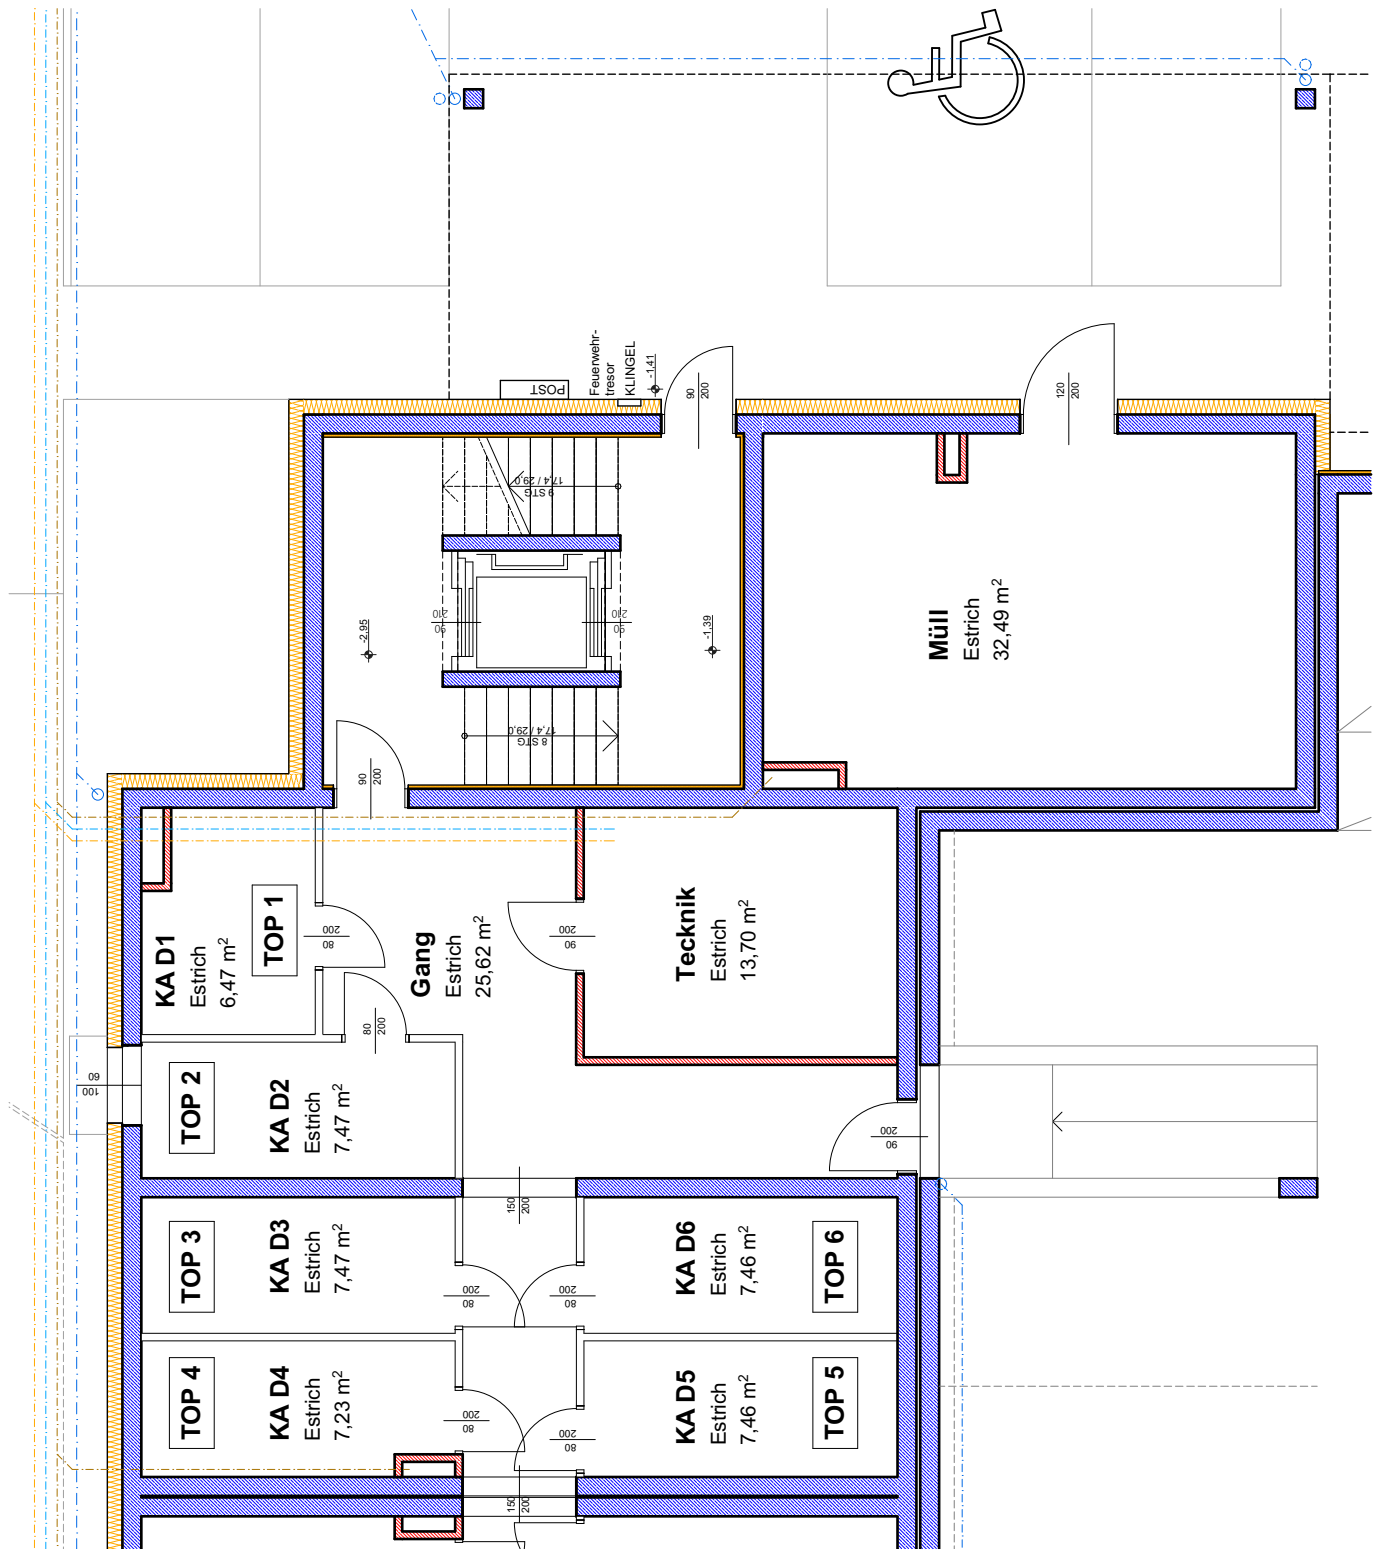 Feuerwehr-
tresor
KLINGEL
-1,41
POST
90
200
120
200
9 STG
17,4 / 29,0
90
210
90
210
-2,95
-1,39
8 STG
17,4 / 29,0
Müll
Estrich
32,49 m²
90
200
KA D1
Estrich
6,47 m²
TOP 1
80
200
Gang
Estrich
25,62 m²
90
200
Tecknik
Estrich
13,70 m²
80
200
60
100
TOP 2
KA D2
Estrich
7,47 m²
90
200
150
200
TOP 3
KA D3
Estrich
7,47 m²
80
200
80
200
KA D6
Estrich
7,46 m²
TOP 6
TOP 4
KA D4
Estrich
7,23 m²
80
200
80
200
KA D5
Estrich
7,46 m²
TOP 5
150
200